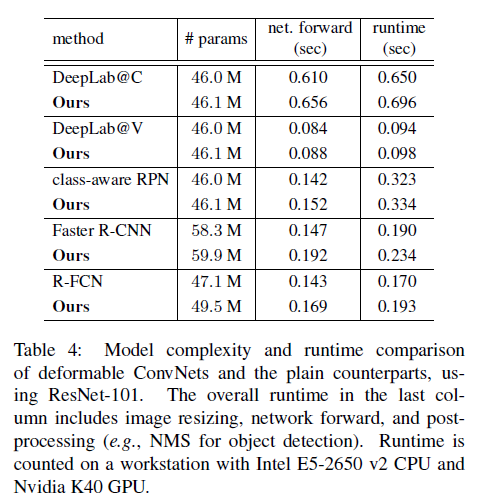 method # params net. forward (sec) runtime (sec)
DeepLab@C 46.0 M 0.610 0.650
Ours 46.1 M 0.656 0.696
DeepLab@V 46.0 M 0.084 0.094
Ours 46.1 M 0.088 0.098
class-aware RPN 46.0 M 0.142 0.323
Ours 46.1 M 0.152 0.334
Faster R-CNN 58.3 M 0.147 0.190
Ours 59.9 M 0.192 0.234
R-FCN 47.1 M 0.143 0.170
Ours 49.5 M 0.169 0.193
Table 4: Model complexity and runtime comparison
of deformable ConvNets and the plain counterparts, us-
ing ResNet-101. The overall runtime in the last col-
umn includes image resizing, network forward, and post-
processing (e.g., NMS for object detection). Runtime is
counted on a workstation with Intel E5-2650 v2 CPU and
Nvidia K40 GPU.